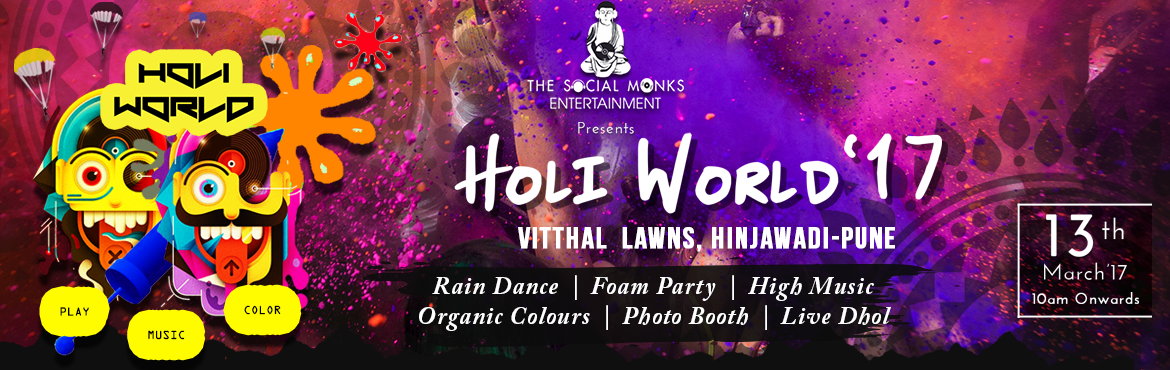 HOLI
WORLD
PLAY
MUSIC
COLOR
THE SOCIAL MONKS
ENTERTAINMENT
Presents
HOLI WORLD '17
VITTHAL LAWNS, HINJAWADI-PUNE
Rain Dance | Foam Party | High Music
Organic Colours | Photo Booth | Live Dhol
13th
March'17
10am Onwards